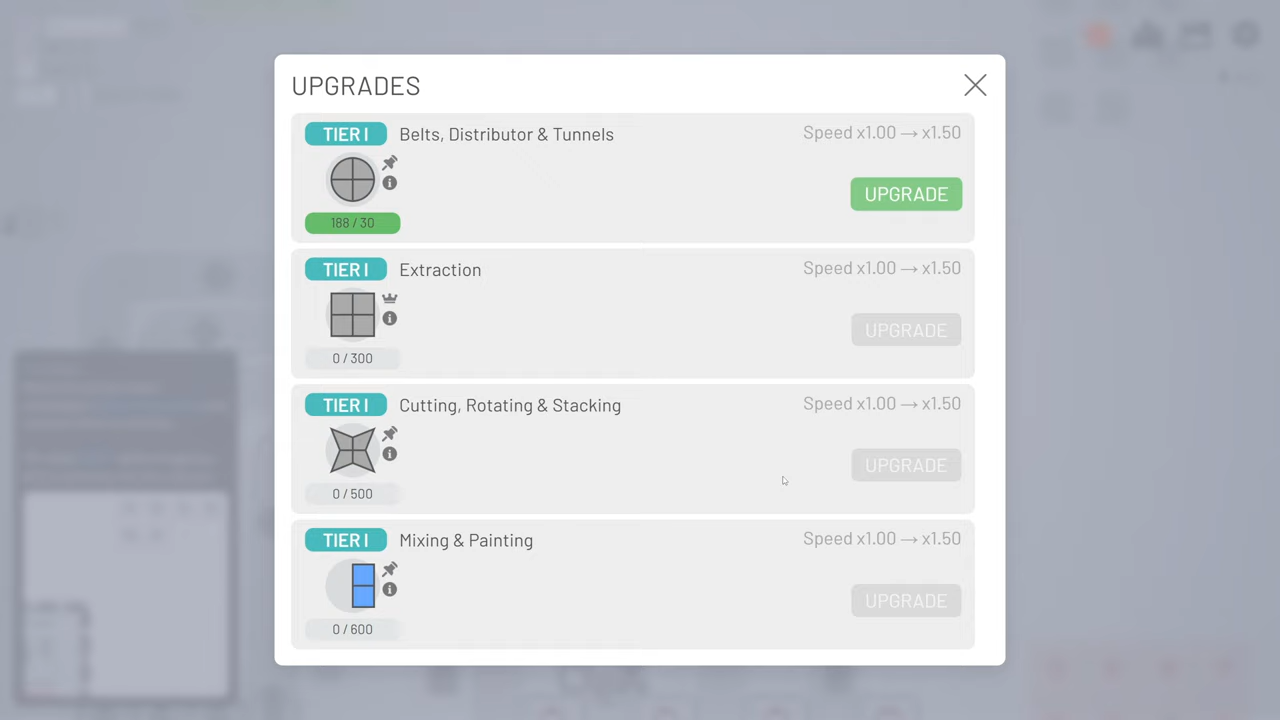 UPGRADES
TIER I Belts, Distributor & Tunnels Speed x1.00 → x1.50
UPGRADE
188 / 30
TIER I Extraction Speed x1.00 → x1.50
UPGRADE
0 / 300
TIER I Cutting, Rotating & Stacking Speed x1.00 → x1.50
UPGRADE
0 / 500
TIER I Mixing & Painting Speed x1.00 → x1.50
UPGRADE
0 / 600